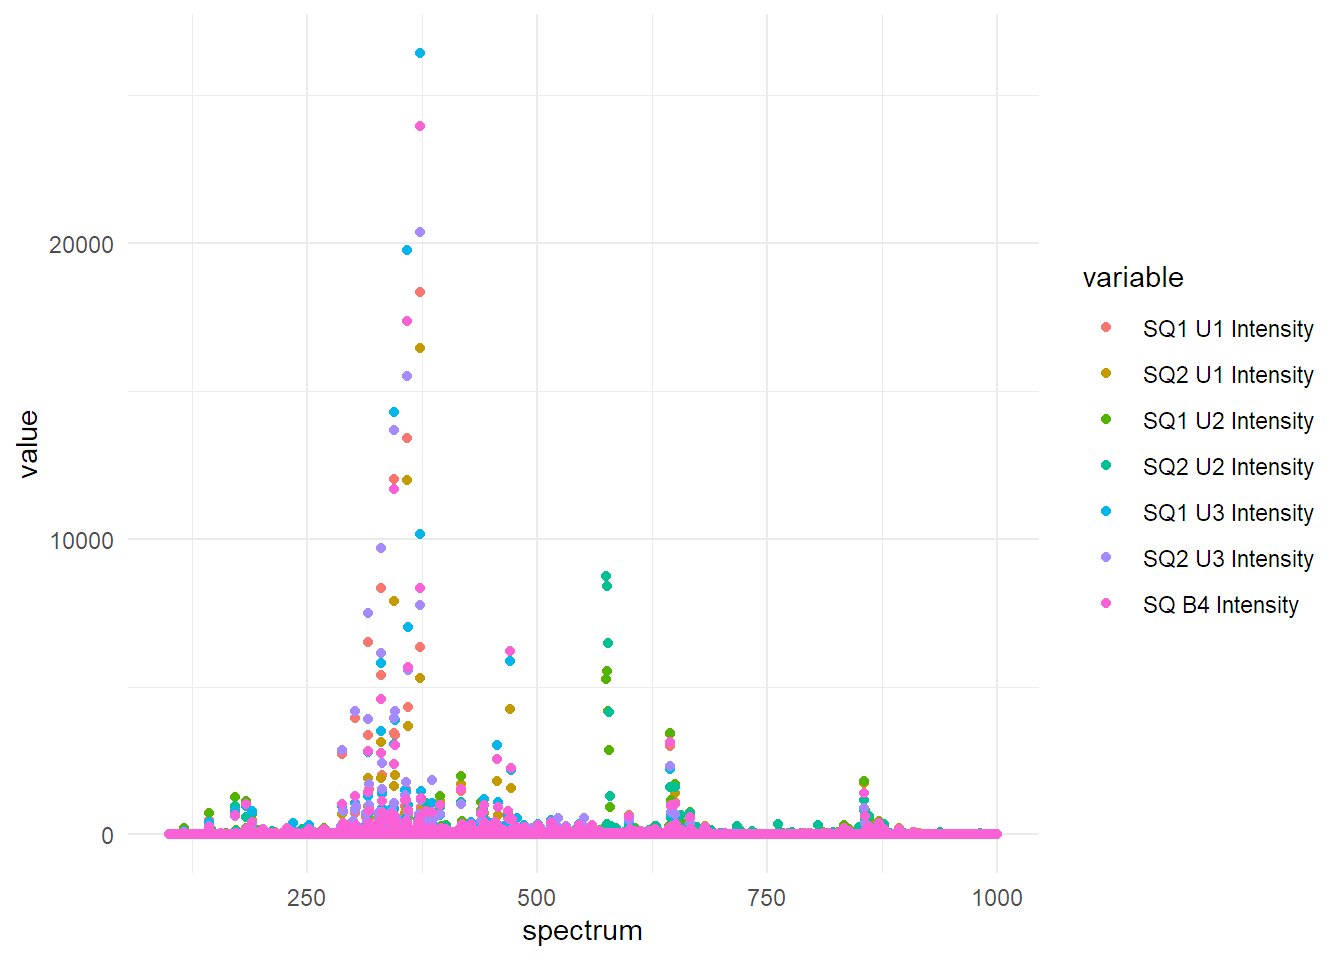 20000
10000
0
value
250
500
750
1000
spectrum
variable
SQ1 U1 Intensity
SQ2 U1 Intensity
SQ1 U2 Intensity
SQ2 U2 Intensity
SQ1 U3 Intensity
SQ2 U3 Intensity
SQ B4 Intensity